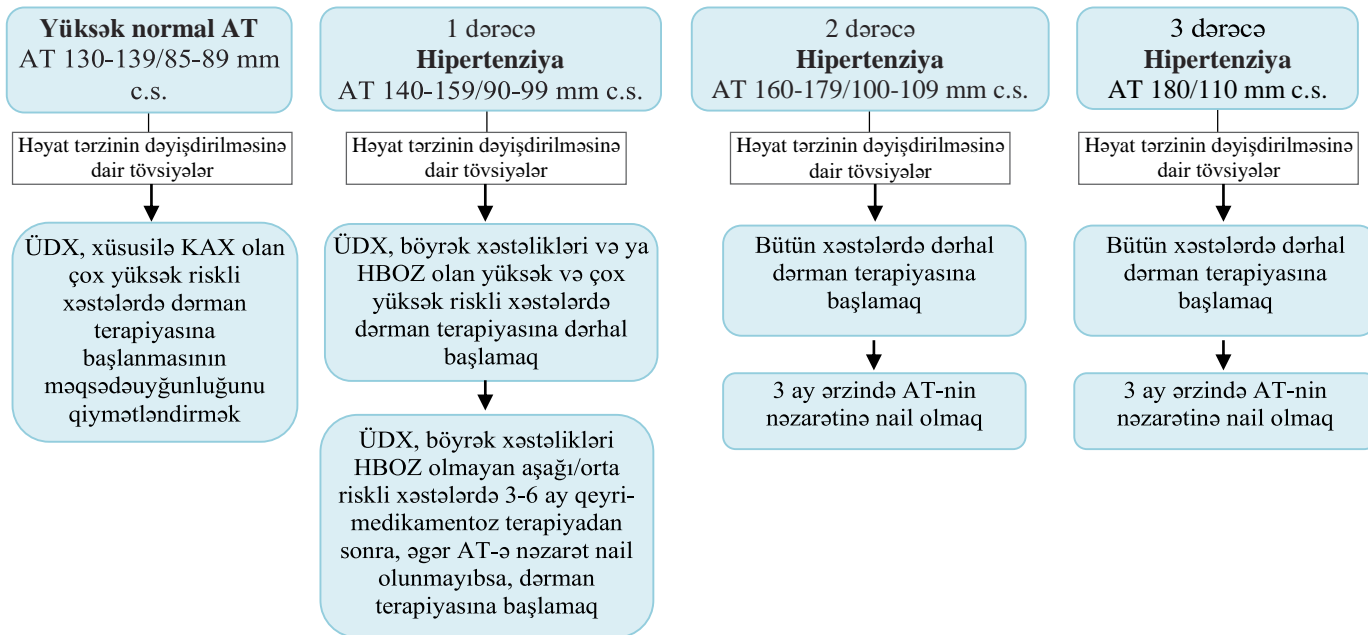 Yüksək normal AT
AT 130-139/85-89 mm
c.s.
Həyat tərzinin dəyişdirilməsinə
dair tövsiyələr
ÜDX, xüsusilə KAX olan
çox yüksək riskli
xəstələrdə dərman
terapiyasına
başlanmasının
məqsədəuyğunluğunu
qiymətləndirmək
1 dərəcə
Hipertenziya
AT 140-159/90-99 mm c.s.
Həyat tərzinin dəyişdirilməsinə
dair tövsiyələr
ÜDX, böyrək xəstəlikləri və ya
HBOZ olan yüksək və çox
yüksək riskli xəstələrdə
dərman terapiyasına dərhal
başlamaq
ÜDX, böyrək xəstəlikləri
HBOZ olmayan aşağı/orta
riskli xəstələrdə 3-6 ay qeyri-
medikamentoz terapiyadan
sonra, əgər AT-ə nəzarət nail
olunmayıbsa, dərman
terapiyasına başlamaq
2 dərəcə
Hipertenziya
AT 160-179/100-109 mm c.s.
Həyat tərzinin dəyişdirilməsinə
dair tövsiyələr
Bütün xəstələrdə dərhal
dərman terapiyasına
başlamaq
3 ay ərzində AT-nin
nəzarətinə nail olmaq
3 dərəcə
Hipertenziya
AT 180/110 mm c.s.
Həyat tərzinin dəyişdirilməsinə
dair tövsiyələr
Bütün xəstələrdə dərhal
dərman terapiyasına
başlamaq
3 ay ərzində AT-nin
nəzarətinə nail olmaq